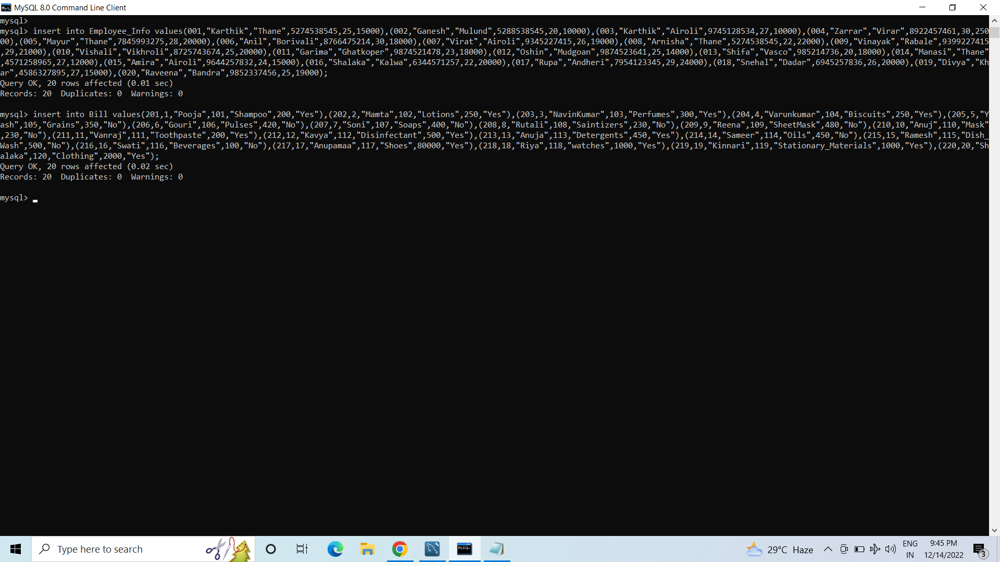 MySQL 8.0 Command Line Client
mysql>
mysql> insert into Employee_Info values(001,"Karthik","Thane",5274538545,25,15000),(002,"Ganesh","Mulund",5288538545,20,10000),(003,"Karthik","Airoli",9745128534,27,10000),(004,"Zarrar","Virar",8922457461,30,250
00),(005,"Mayur","Thane",7845993275,28,20000),(006,"Anil","Borivali",8766475214,30,18000),(007,"Virat","Airoli",9345227415,26,19000),(008,"Arnisha","Thane",5274538545,22,22000),(009,"Vinayak","Rabale",9399227415
,29,21000),(010,"Vishali","Vikhroli",8725743674,25,20000),(011,"Garima","Ghatkoper",9874521478,23,18000),(012,"Oshin","Mudgoan",9874523641,25,14000),(013,"Shifa","Vasco",985214736,20,18000),(014,"Manasi","Thane"
,4571258965,27,12000),(015,"Amira","Airoli",9644257832,24,15000),(016,"Shalaka","Kalwa",6344571257,22,20000),(017,"Rupa","Andheri",7954123345,29,24000),(018,"Snehal","Dadar",6945257836,26,20000),(019,"Divya","Kh
ar",4586327895,27,15000),(020,"Raveena","Bandra",9852337456,25,19000);
Query OK, 20 rows affected (0.01 sec)
Records: 20  Duplicates: 0  Warnings: 0
mysql> insert into Bill values(201,1,"Pooja",101,"Shampoo",200,"Yes"),(202,2,"Mamta",102,"Lotions",250,"Yes"),(203,3,"NavinKumar",103,"Perfumes",300,"Yes"),(204,4,"Varunkumar",104,"Biscuits",250,"Yes"),(205,5,"Y
ash",105,"Grains",350,"No"),(206,6,"Gouri",106,"Pulses",420,"No"),(207,7,"Soni",107,"Soaps",400,"No"),(208,8,"Rutali",108,"Saintizers",230,"No"),(209,9,"Reena",109,"SheetMask",480,"No"),(210,10,"Anuj",110,"Mask"
,230,"No"),(211,11,"Vanraj",111,"Toothpaste",200,"Yes"),(212,12,"Kavya",112,"Disinfectant",500,"Yes"),(213,13,"Anuja",113,"Detergents",450,"Yes"),(214,14,"Sameer",114,"Oils",450,"No"),(215,15,"Ramesh",115,"Dish_
Wash",500,"No"),(216,16,"Swati",116,"Beverages",100,"No"),(217,17,"Anupamaa",117,"Shoes",80000,"Yes"),(218,18,"Riya",118,"watches",1000,"Yes"),(219,19,"Kinnari",119,"Stationary_Materials",1000,"Yes"),(220,20,"Sh
alaka",120,"Clothing",2000,"Yes");
Query OK, 20 rows affected (0.02 sec)
Records: 20  Duplicates: 0  Warnings: 0
mysql>
Type here to search
29°C Haze
ENG
IN
9:45 PM
12/14/2022
3